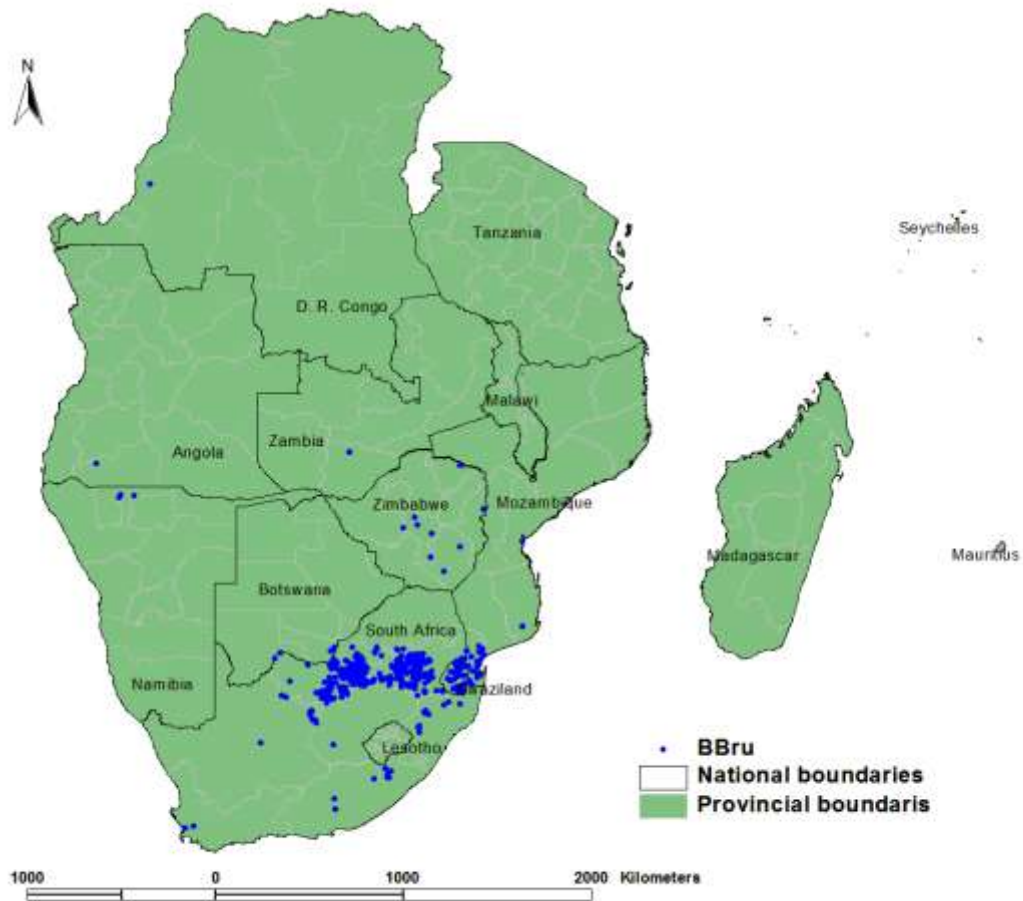 N
Seychelles
Tanzania
D. R. Congo
Malawi
Angola
Zambia
Zimbabwe
Mozambique
Madagascar
Mauritius
Botswana
South Africa
Namibia
Swaziland
Lesotho
BBru
National boundaries
Provincial boundaris
1000 0 1000 2000 Kilometers